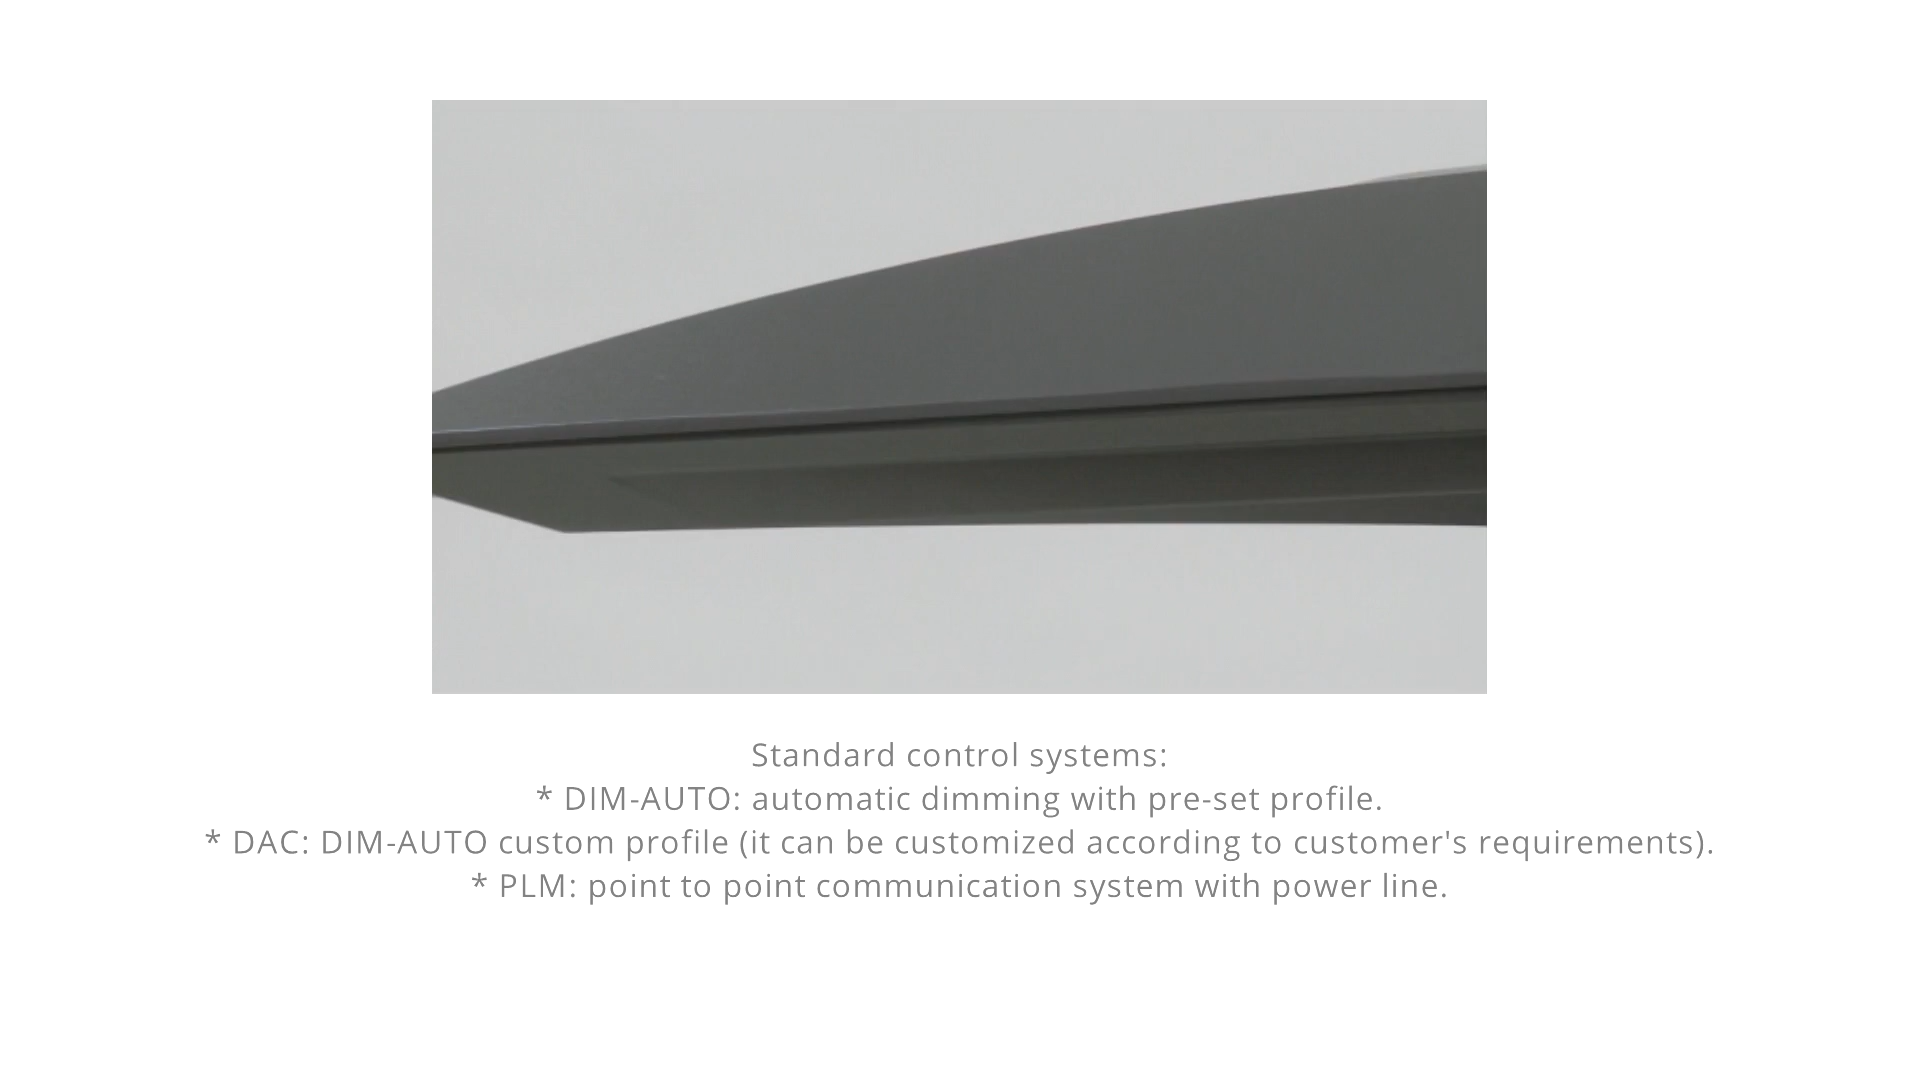 Standard control systems:
* DIM-AUTO: automatic dimming with pre-set profile.
* DAC: DIM-AUTO custom profile (it can be customized according to customer's requirements).
* PLM: point to point communication system with power line.